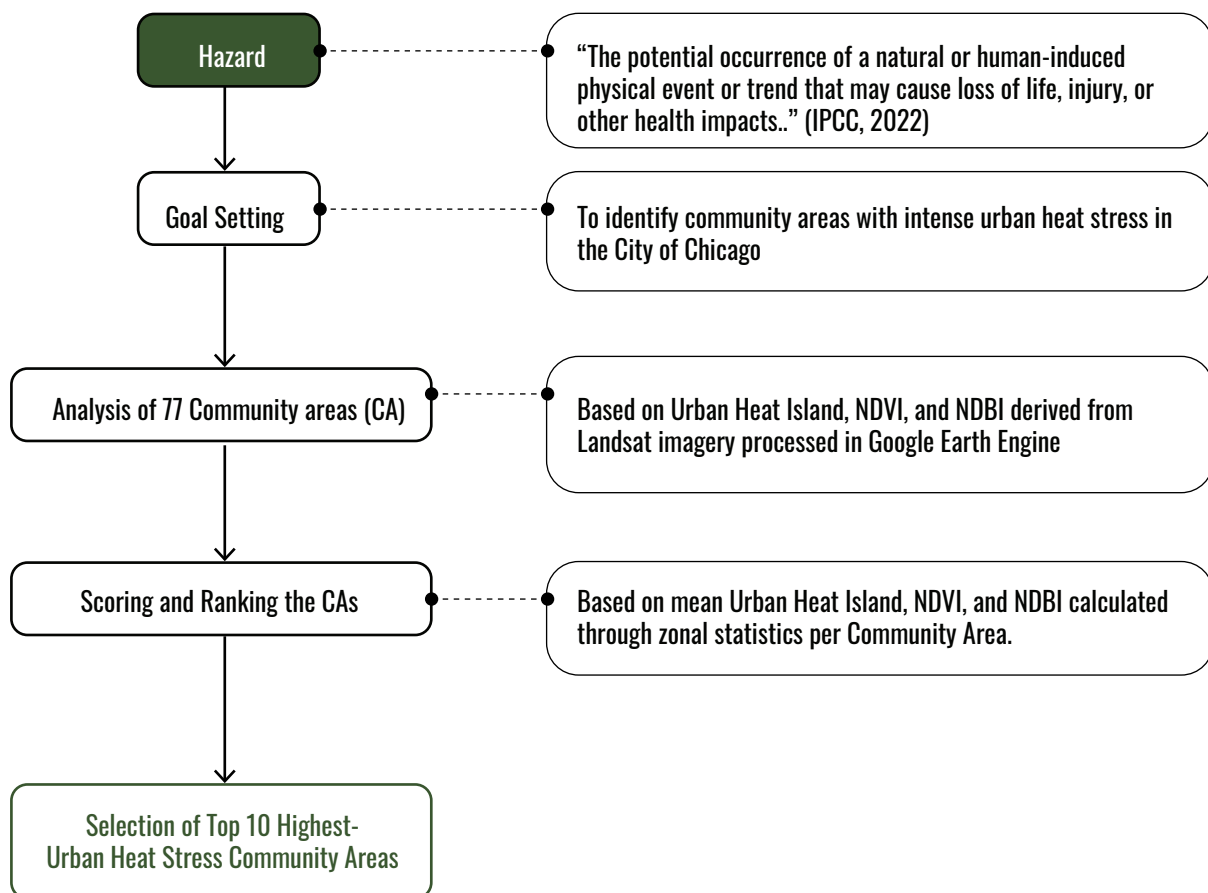 Hazard
“The potential occurrence of a natural or human-induced
physical event or trend that may cause loss of life, injury, or
other health impacts..” (IPCC, 2022)
Goal Setting
To identify community areas with intense urban heat stress in
the City of Chicago
Analysis of 77 Community areas (CA)
Based on Urban Heat Island, NDVI, and NDBI derived from
Landsat imagery processed in Google Earth Engine
Scoring and Ranking the CAs
Based on mean Urban Heat Island, NDVI, and NDBI calculated
through zonal statistics per Community Area.
Selection of Top 10 Highest-
Urban Heat Stress Community Areas